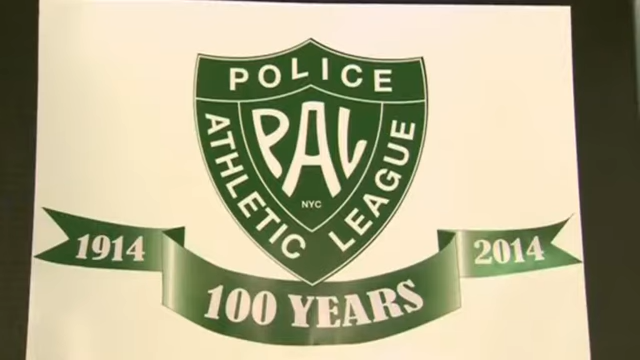 POLICE
PAL
NYC
ATHLETIC LEAGUE
1914 100 YEARS 2014